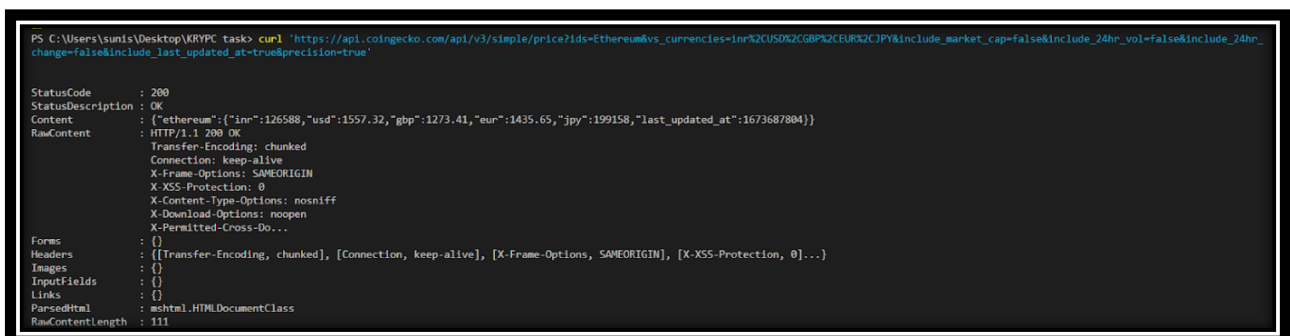 PS C:\Users\sunis\Desktop\KRYPC task> curl 'https://api.coingecko.com/api/v3/simple/price?ids=Ethereum&vs_currencies=inr%2CUSD%2CGBP%2CEUR%2CJPY&include_market_cap=false&include_24hr_vol=false&include_24hr_
change=false&include_last_updated_at=true&precision=true'
StatusCode : 200
StatusDescription : OK
Content : {"ethereum":{"inr":126588,"usd":1557.32,"gbp":1273.41,"eur":1435.65,"jpy":199158,"last_updated_at":1673687804}}
RawContent : HTTP/1.1 200 OK
Transfer-Encoding: chunked
Connection: keep-alive
X-Frame-Options: SAMEORIGIN
X-XSS-Protection: 0
X-Content-Type-Options: nosniff
X-Download-Options: noopen
X-Permitted-Cross-Do...
Forms : {}
Headers : {[Transfer-Encoding, chunked], [Connection, keep-alive], [X-Frame-Options, SAMEORIGIN], [X-XSS-Protection, 0]...}
Images : {}
InputFields : {}
Links : {}
ParsedHtml : mshtml.HTMLDocumentClass
RawContentLength : 111